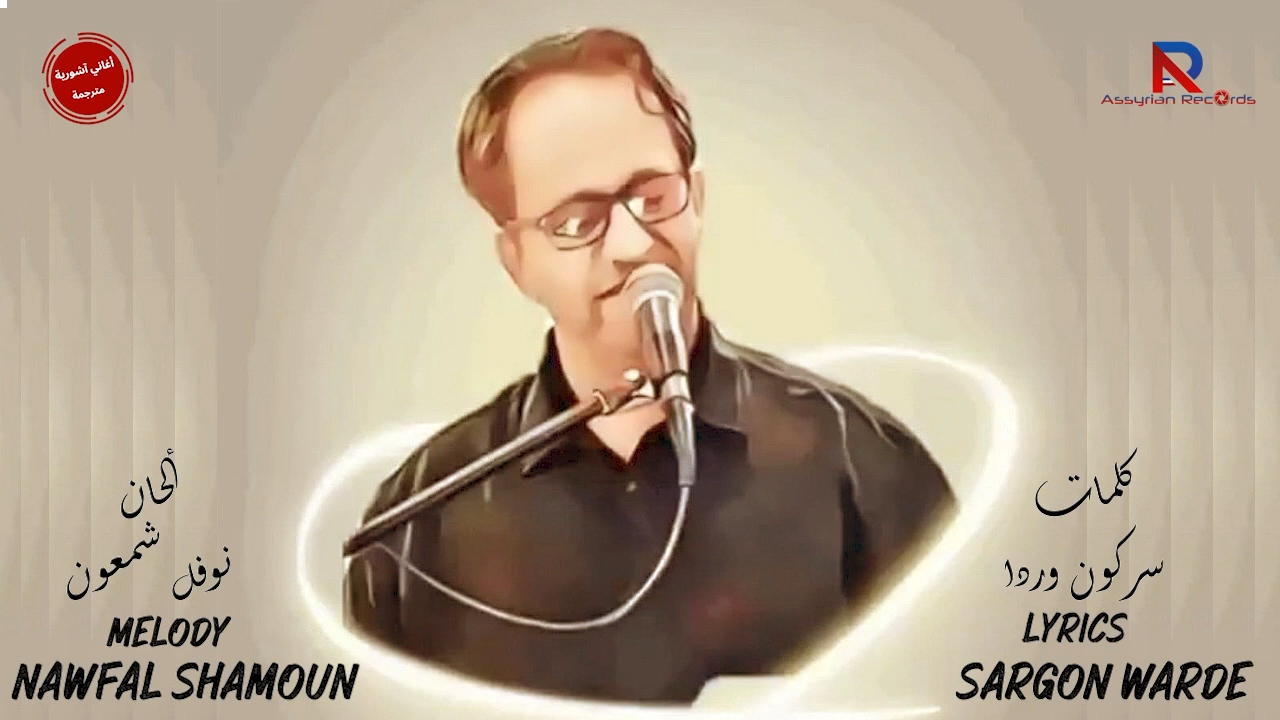 أغاني آشورية
مترجمة
Assyrian Records
ألحان
نوفل شمعون
MELODY
NAWFAL SHAMOUN
كلمات
سركون وردا
LYRICS
SARGON WARDE